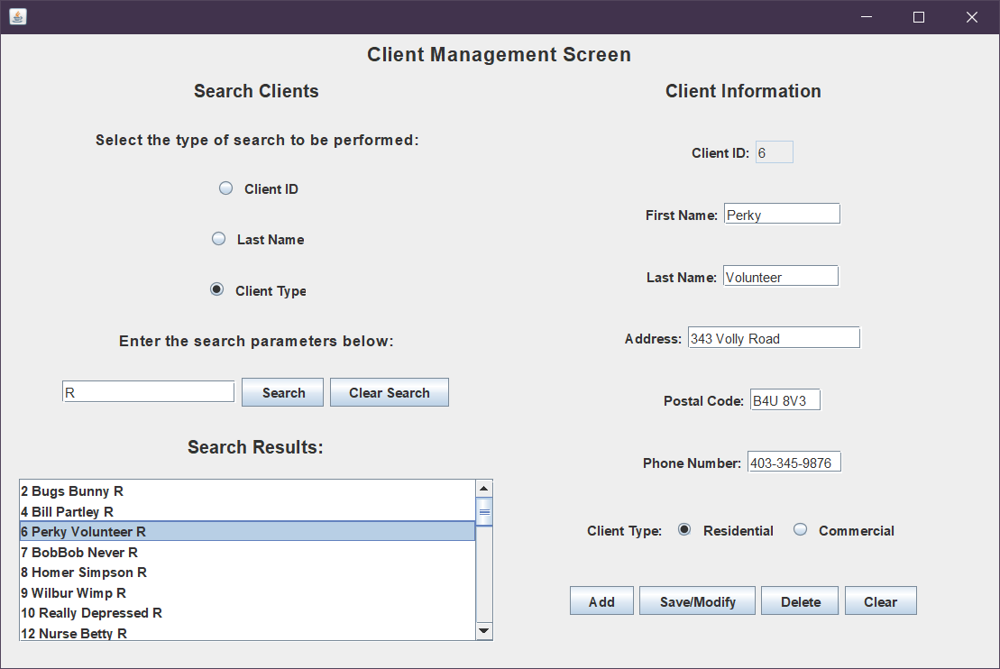 Client Management Screen
Search Clients
Select the type of search to be performed:
Client ID
Last Name
Client Type
Enter the search parameters below:
R Search Clear Search
Search Results:
2 Bugs Bunny R
4 Bill Partley R
6 Perky Volunteer R
7 BobBob Never R
8 Homer Simpson R
9 Wilbur Wimp R
10 Really Depressed R
12 Nurse Betty R
Client Information
Client ID: 6
First Name: Perky
Last Name: Volunteer
Address: 343 Volly Road
Postal Code: B4U 8V3
Phone Number: 403-345-9876
Client Type: Residential Commercial
Add Save/Modify Delete Clear